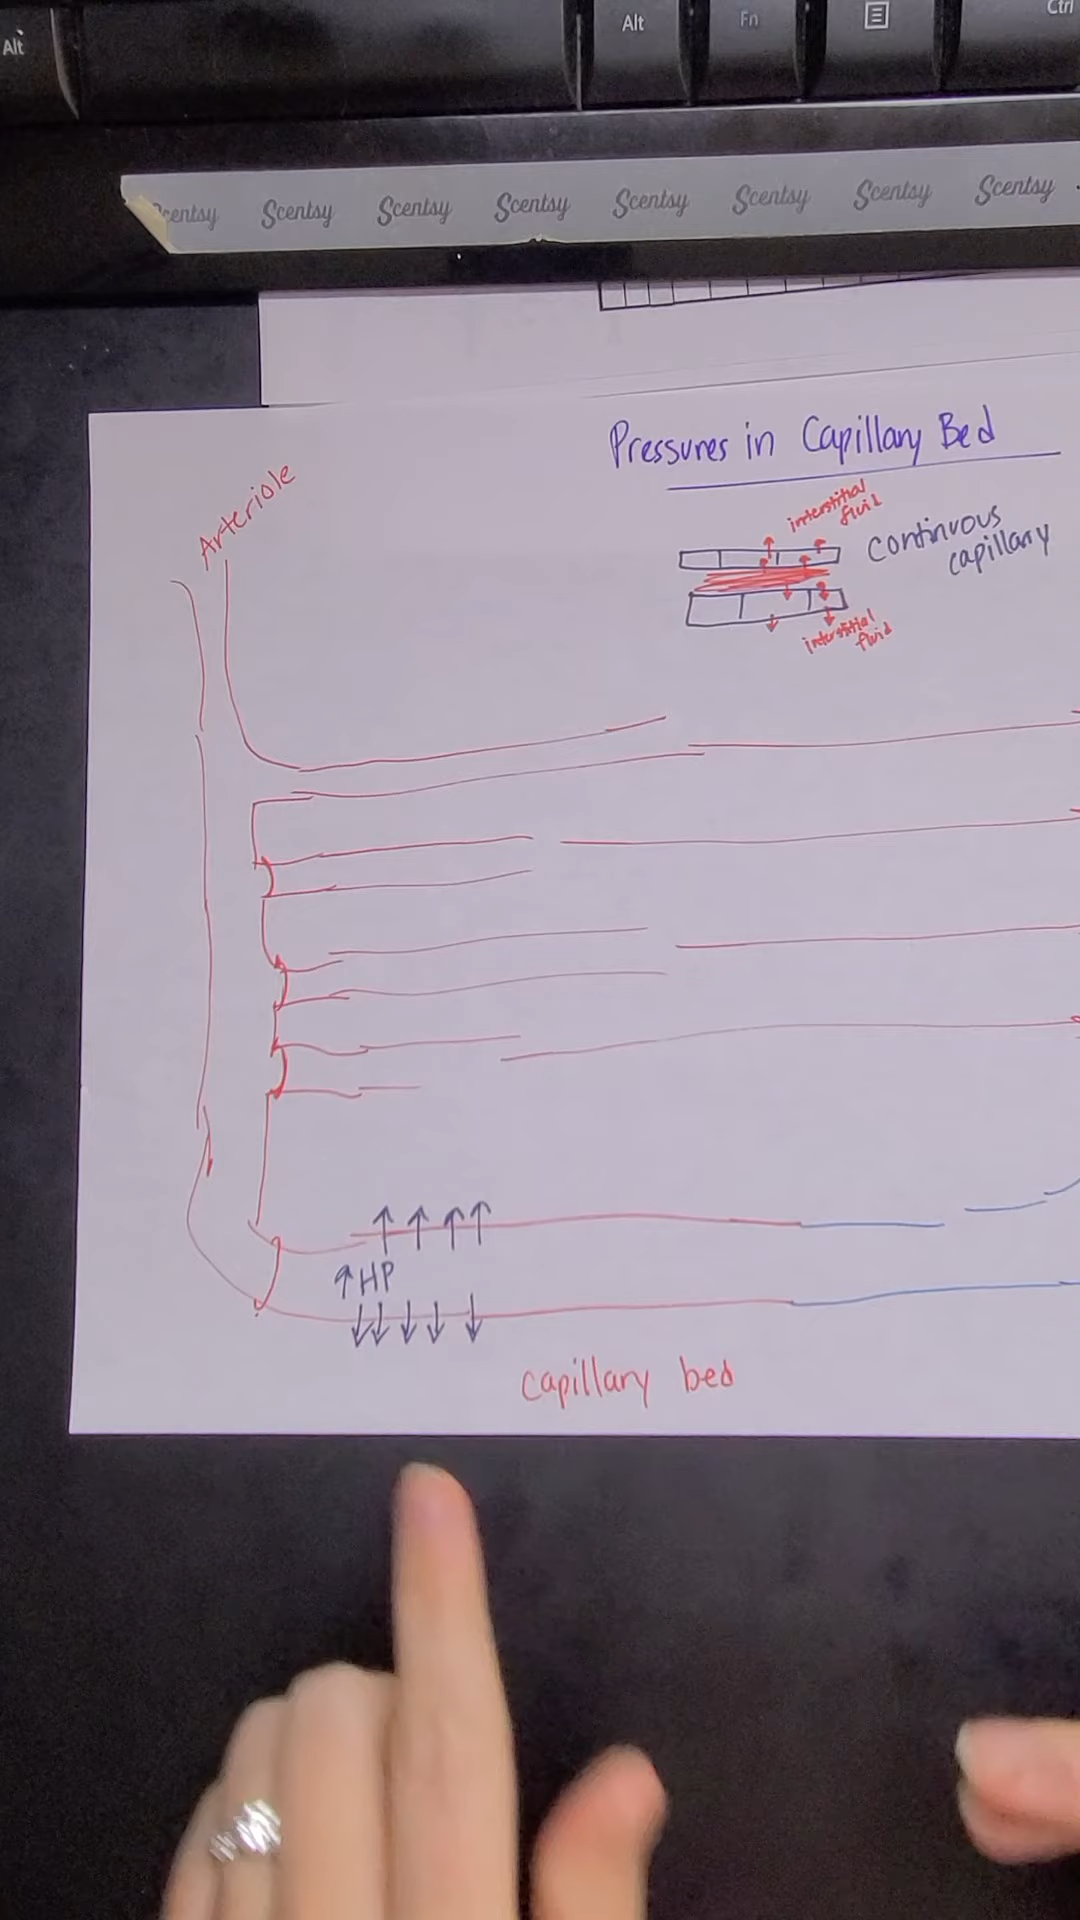 Alt
Alt
Fn
Ctrl
Scentsy Scentsy Scentsy Scentsy Scentsy Scentsy Scentsy Scentsy
Pressures in Capillary Bed
Arteriole
interstitial
fluid
continuous
capillary
interstitial
fluid
↑HP
capillary bed